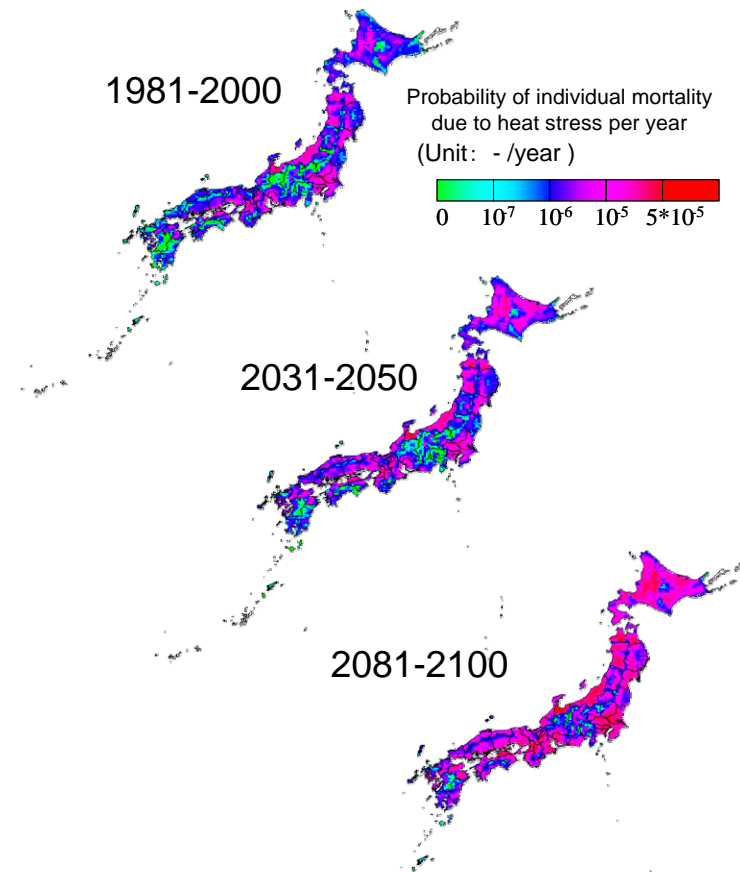 1981-2000
Probability of individual mortality
due to heat stress per year
(Unit: - /year )
0 10⁻⁷ 10⁻⁶ 10⁻⁵ 5*10⁻⁵
2031-2050
2081-2100